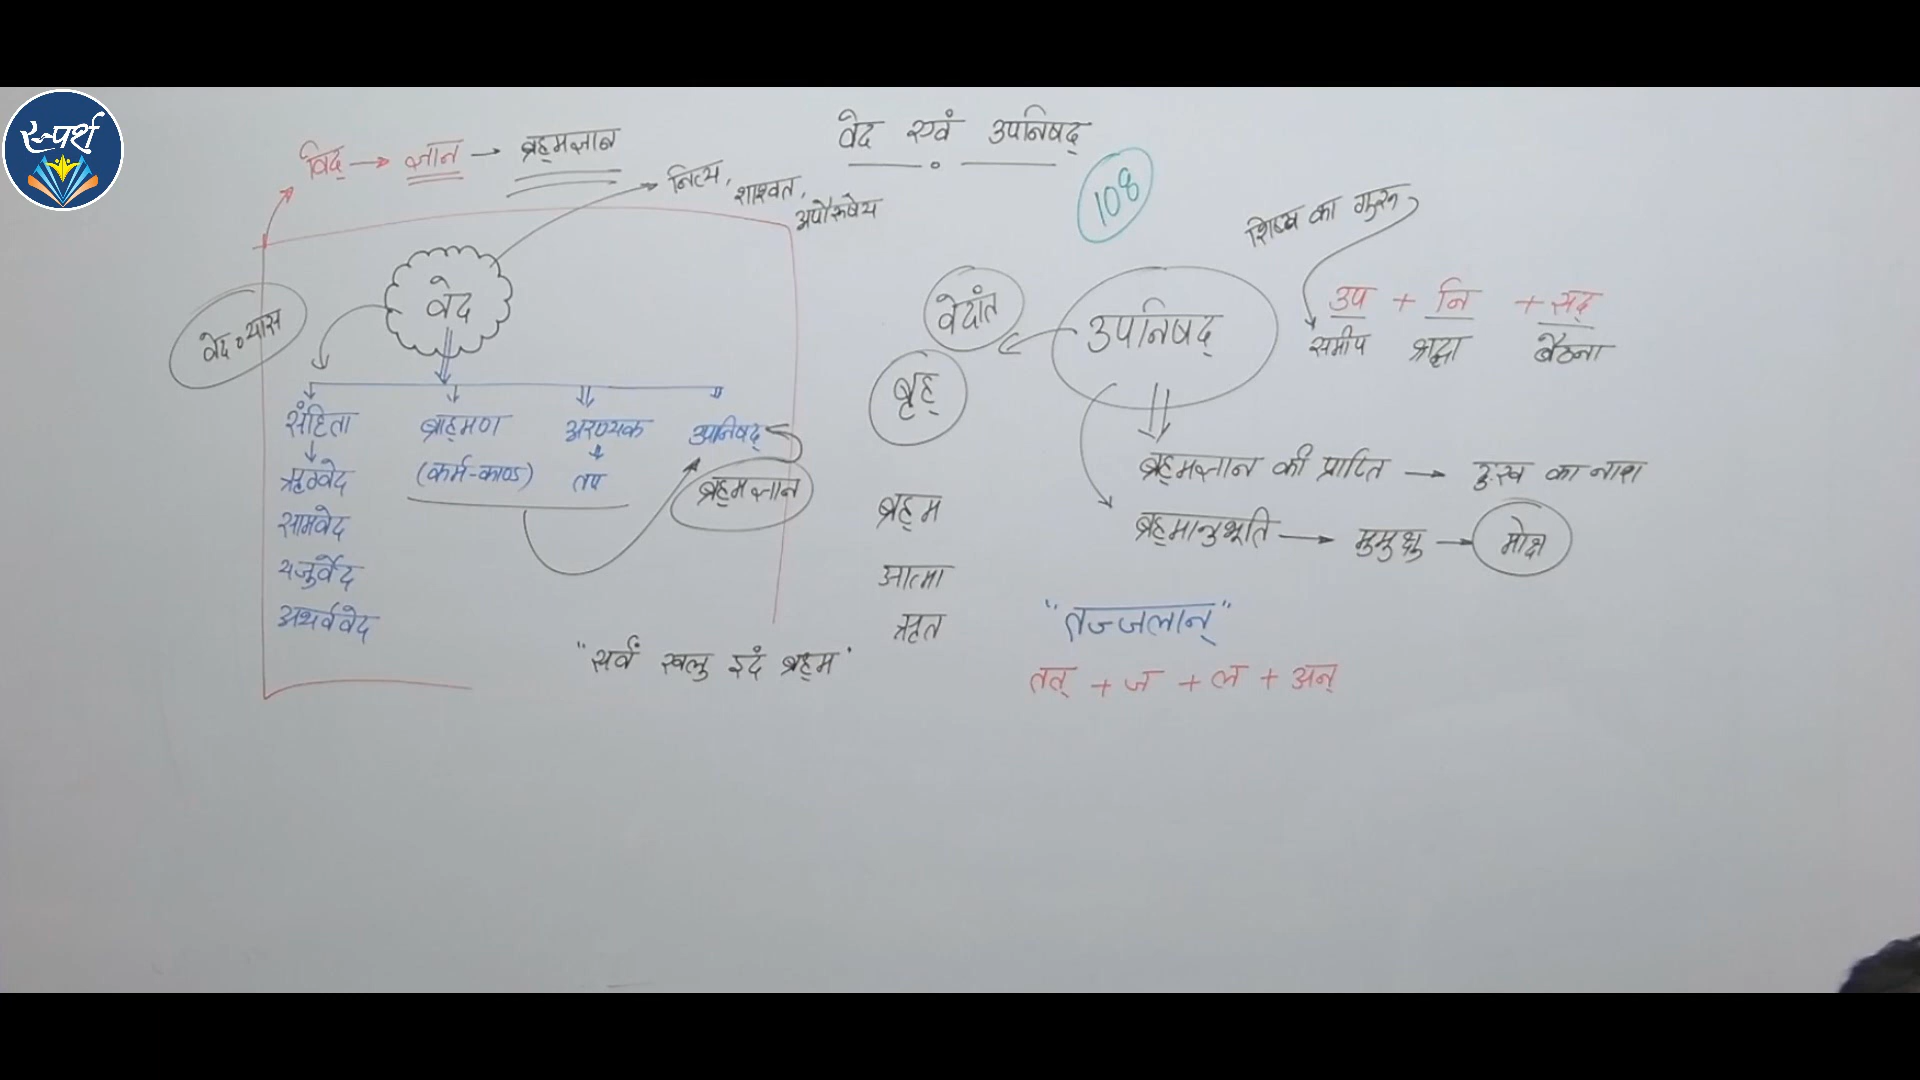 स्पर्श
वेद एवं उपनिषद्
विद् → ज्ञान → ब्रह्मज्ञान
नित्य, शाश्वत, अपौरूषेय
108
शिष्य का गुरू
वेद
वेदव्यास
वेदांत
उपनिषद्
उप + नि + सद्
समीप श्रद्धा बैठना
बृह्
संहिता ब्राह्मण अरण्यक उपनिषद्
ऋग्वेद (कर्म-काण्ड) तप ब्रह्मज्ञान
सामवेद
यजुर्वेद
अथर्ववेद
ब्रह्मज्ञान की प्राप्ति → दुःख का नाश
ब्रह्मानुभूति → मुमुक्षु → मोक्ष
ब्रह्म
आत्मा
ऋत
"सर्वं खलु इदं ब्रह्म"
"तज्जलान्"
तत् + ज + ल + अन्